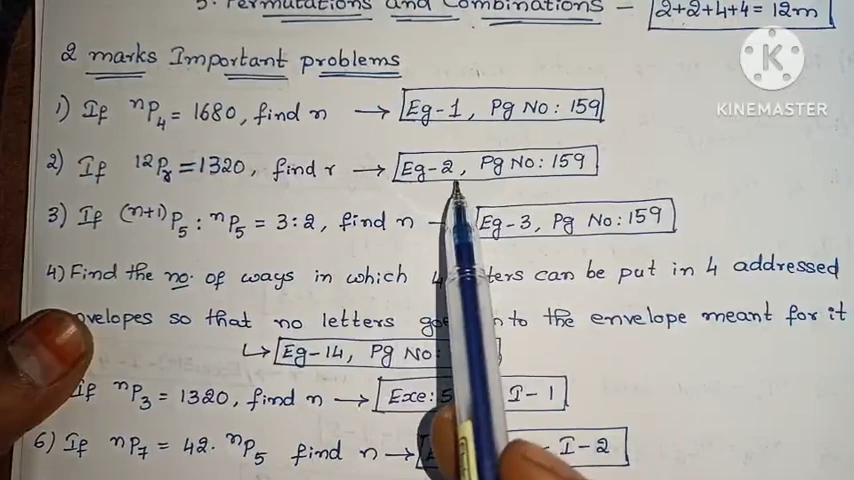 5. Permutations and Combinations – 2+2+4+4 = 12m
2 marks Important problems
KINEMASTER
1) If ⁿP₄ = 1680, find n → Eg-1, Pg No: 159
2) If ¹²Pᵣ = 1320, find r → Eg-2, Pg No: 159
3) If ⁽ⁿ⁺¹⁾P₅ : ⁿP₅ = 3:2, find n Eg-3, Pg No: 159
4) Find the no. of ways in which 4 can be put in 4 addressed
so that no letters the envelope meant for it
↳ Eg-14, Pg No:
If ⁿP₃ = 1320, find n → Exe: 5 I-1
6) If ⁿP₇ = 42. ⁿP₅ find n → I-2